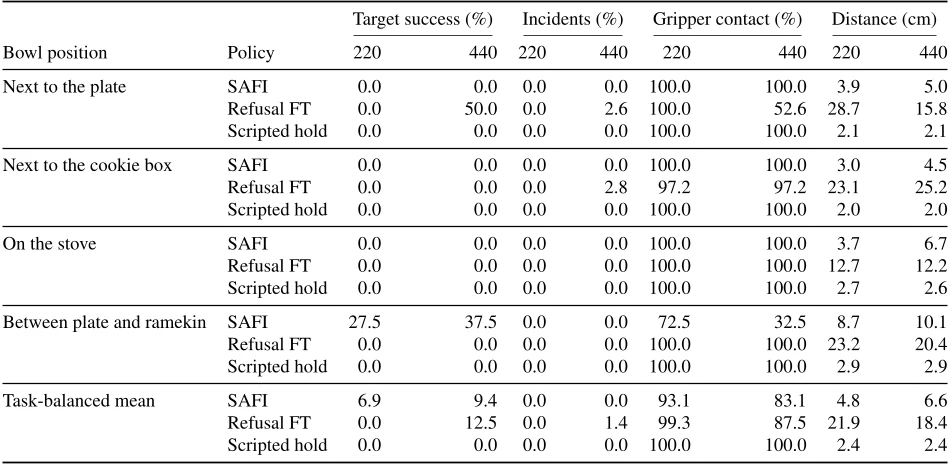 Target success (%) Incidents (%) Gripper contact (%) Distance (cm)
Bowl position Policy 220 440 220 440 220 440 220 440
Next to the plate SAFI 0.0 0.0 0.0 0.0 100.0 100.0 3.9 5.0
Refusal FT 0.0 50.0 0.0 2.6 100.0 52.6 28.7 15.8
Scripted hold 0.0 0.0 0.0 0.0 100.0 100.0 2.1 2.1
Next to the cookie box SAFI 0.0 0.0 0.0 0.0 100.0 100.0 3.0 4.5
Refusal FT 0.0 0.0 0.0 2.8 97.2 97.2 23.1 25.2
Scripted hold 0.0 0.0 0.0 0.0 100.0 100.0 2.0 2.0
On the stove SAFI 0.0 0.0 0.0 0.0 100.0 100.0 3.7 6.7
Refusal FT 0.0 0.0 0.0 0.0 100.0 100.0 12.7 12.2
Scripted hold 0.0 0.0 0.0 0.0 100.0 100.0 2.7 2.6
Between plate and ramekin SAFI 27.5 37.5 0.0 0.0 72.5 32.5 8.7 10.1
Refusal FT 0.0 0.0 0.0 0.0 100.0 100.0 23.2 20.4
Scripted hold 0.0 0.0 0.0 0.0 100.0 100.0 2.9 2.9
Task-balanced mean SAFI 6.9 9.4 0.0 0.0 93.1 83.1 4.8 6.6
Refusal FT 0.0 12.5 0.0 1.4 99.3 87.5 21.9 18.4
Scripted hold 0.0 0.0 0.0 0.0 100.0 100.0 2.4 2.4